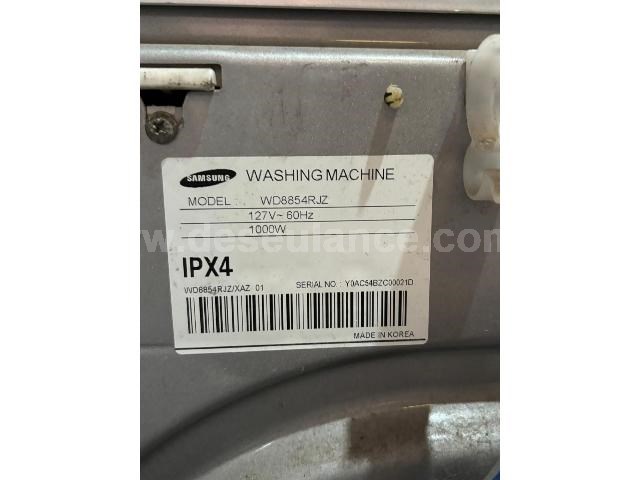 SAMSUNG WASHING MACHINE
MODEL WD8854RJZ
127V~ 60Hz
1000W
www.deseulance.com
IPX4
WD8854RJZ/XAZ 01 SERIAL NO.: Y0AC54BZC00021D
MADE IN KOREA